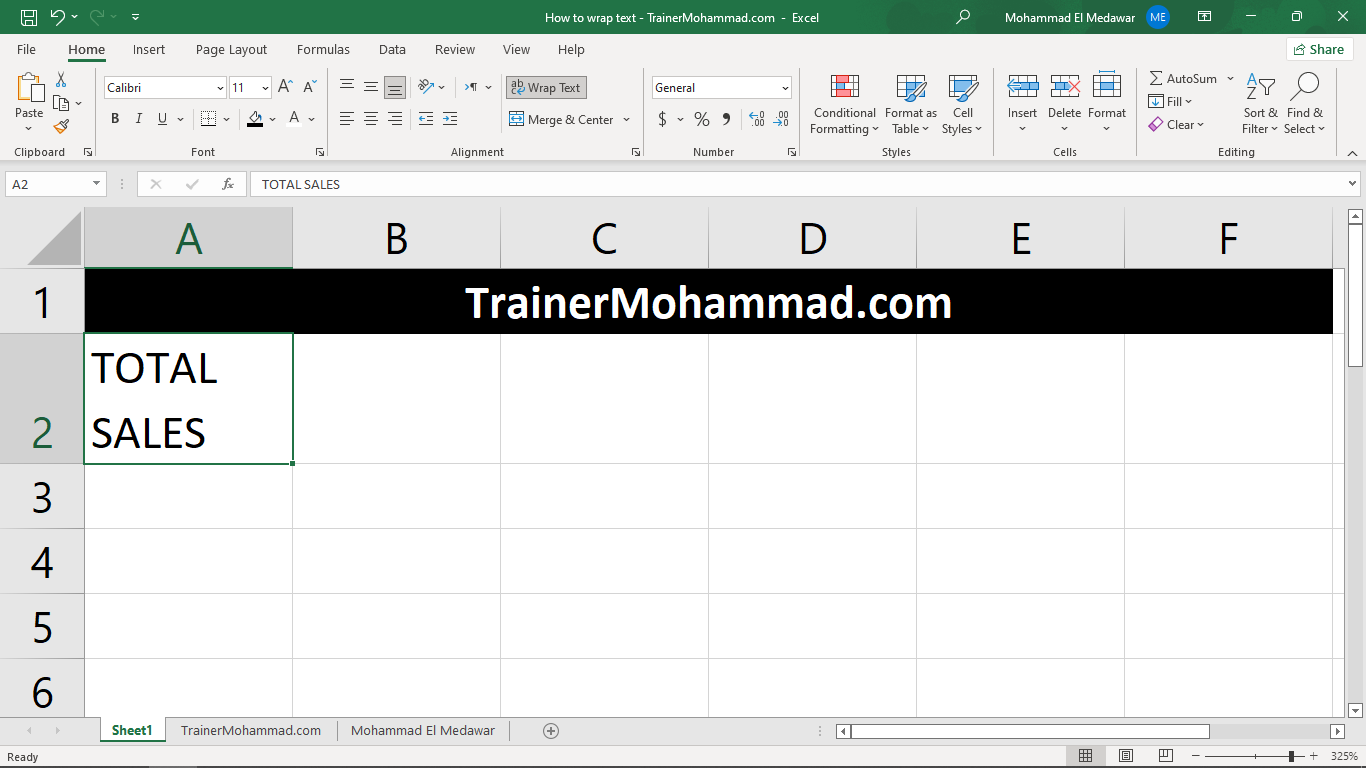 How to wrap text - TrainerMohammad.com - Excel
Mohammad El Medawar ME
File Home Insert Page Layout Formulas Data Review View Help Share
Paste
Clipboard
Calibri 11 A A
B I U A
Font
ab Wrap Text
Merge & Center
Alignment
General
$ % 9
Number
Conditional Formatting
Format as Table
Cell Styles
Styles
Insert Delete Format
Cells
AutoSum
Fill
Clear
Sort & Filter
Find & Select
Editing
A2 fx TOTAL SALES
A B C D E F
1 TrainerMohammad.com
TOTAL
2 SALES
3
4
5
6
Sheet1 TrainerMohammad.com Mohammad El Medawar
Ready 325%